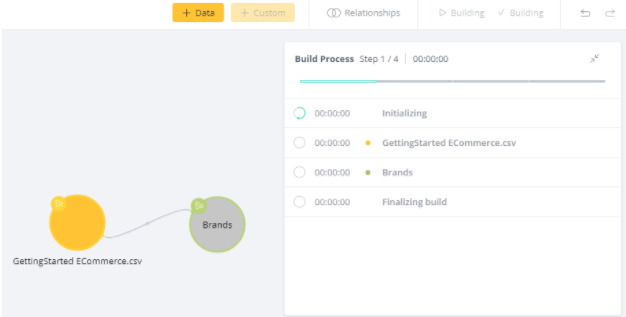 + Data + Custom Relationships Building Building
Build Process Step 1 / 4 00:00:00
00:00:00 Initializing
00:00:00 GettingStarted ECommerce.csv
00:00:00 Brands
00:00:00 Finalizing build
Brands
GettingStarted ECommerce.csv